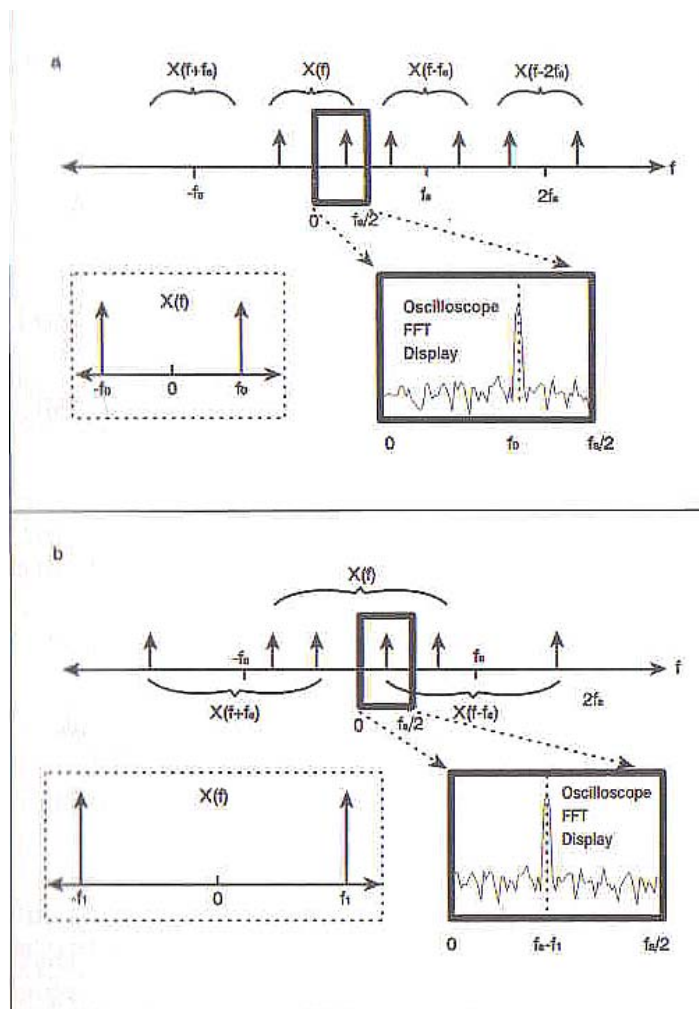 a
X(f+fs) X(f) X(f-fs) X(f-2fs)
f
-fs fs 2fs
0 fs/2
X(f)
-f0 0 f0
Oscilloscope
FFT
Display
0 f0 fs/2
b
X(f)
-fs fs f
X(f+fs) X(f-fs) 2fs
0 fs/2
X(f)
-f1 0 f1
Oscilloscope
FFT
Display
0 fs-f1 fs/2